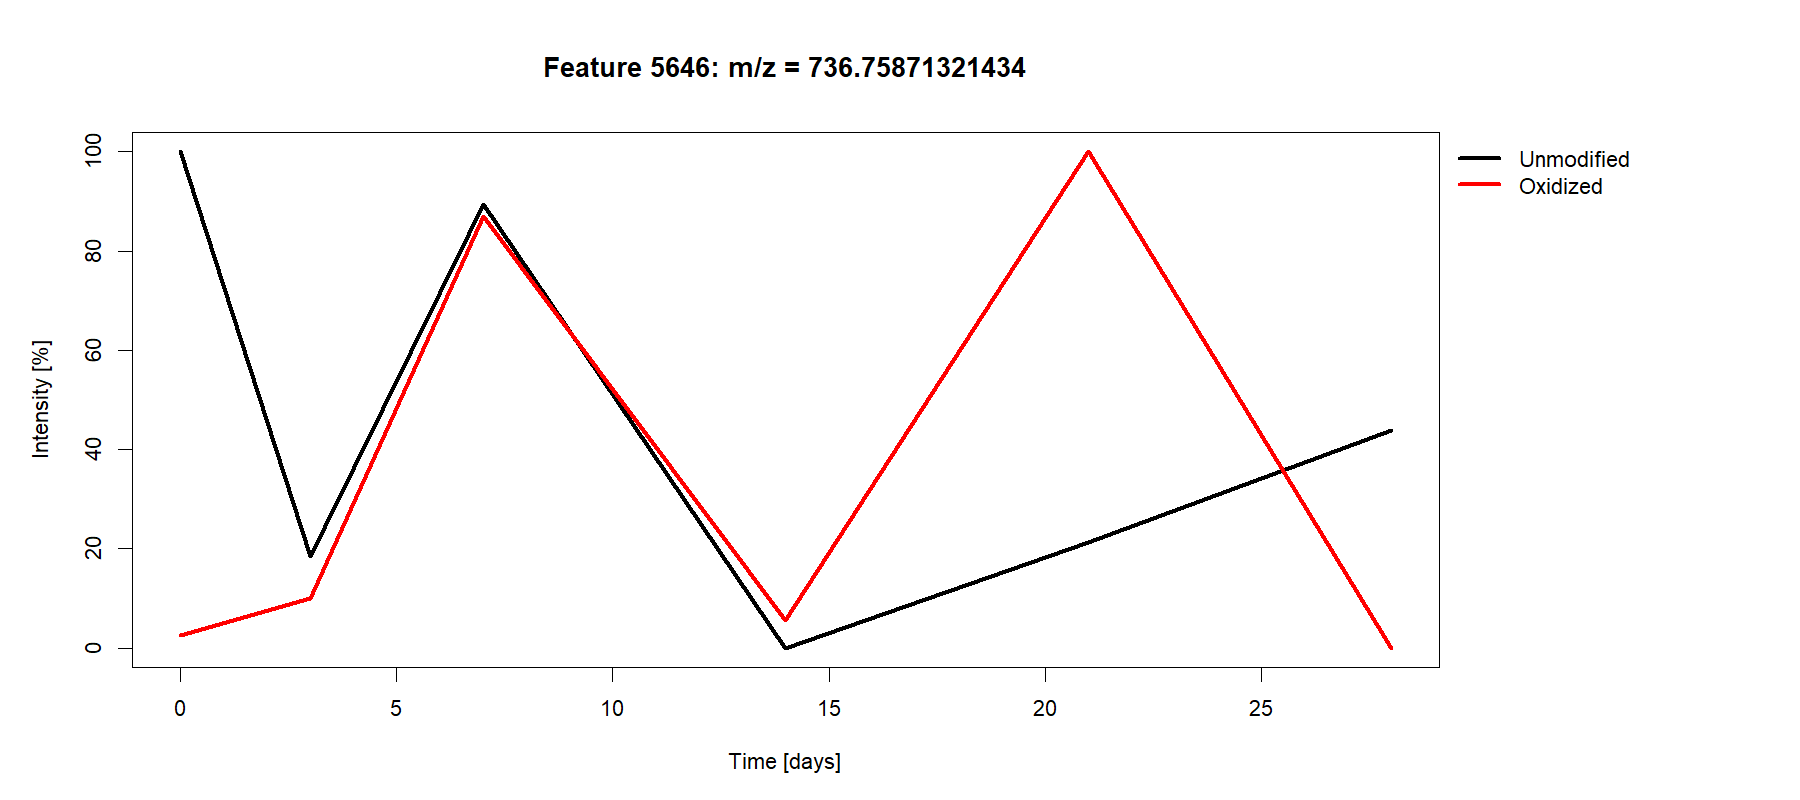 Feature 5646: m/z = 736.75871321434
Unmodified
Oxidized
Intensity [%]
100
80
60
40
20
0
0 5 10 15 20 25
Time [days]